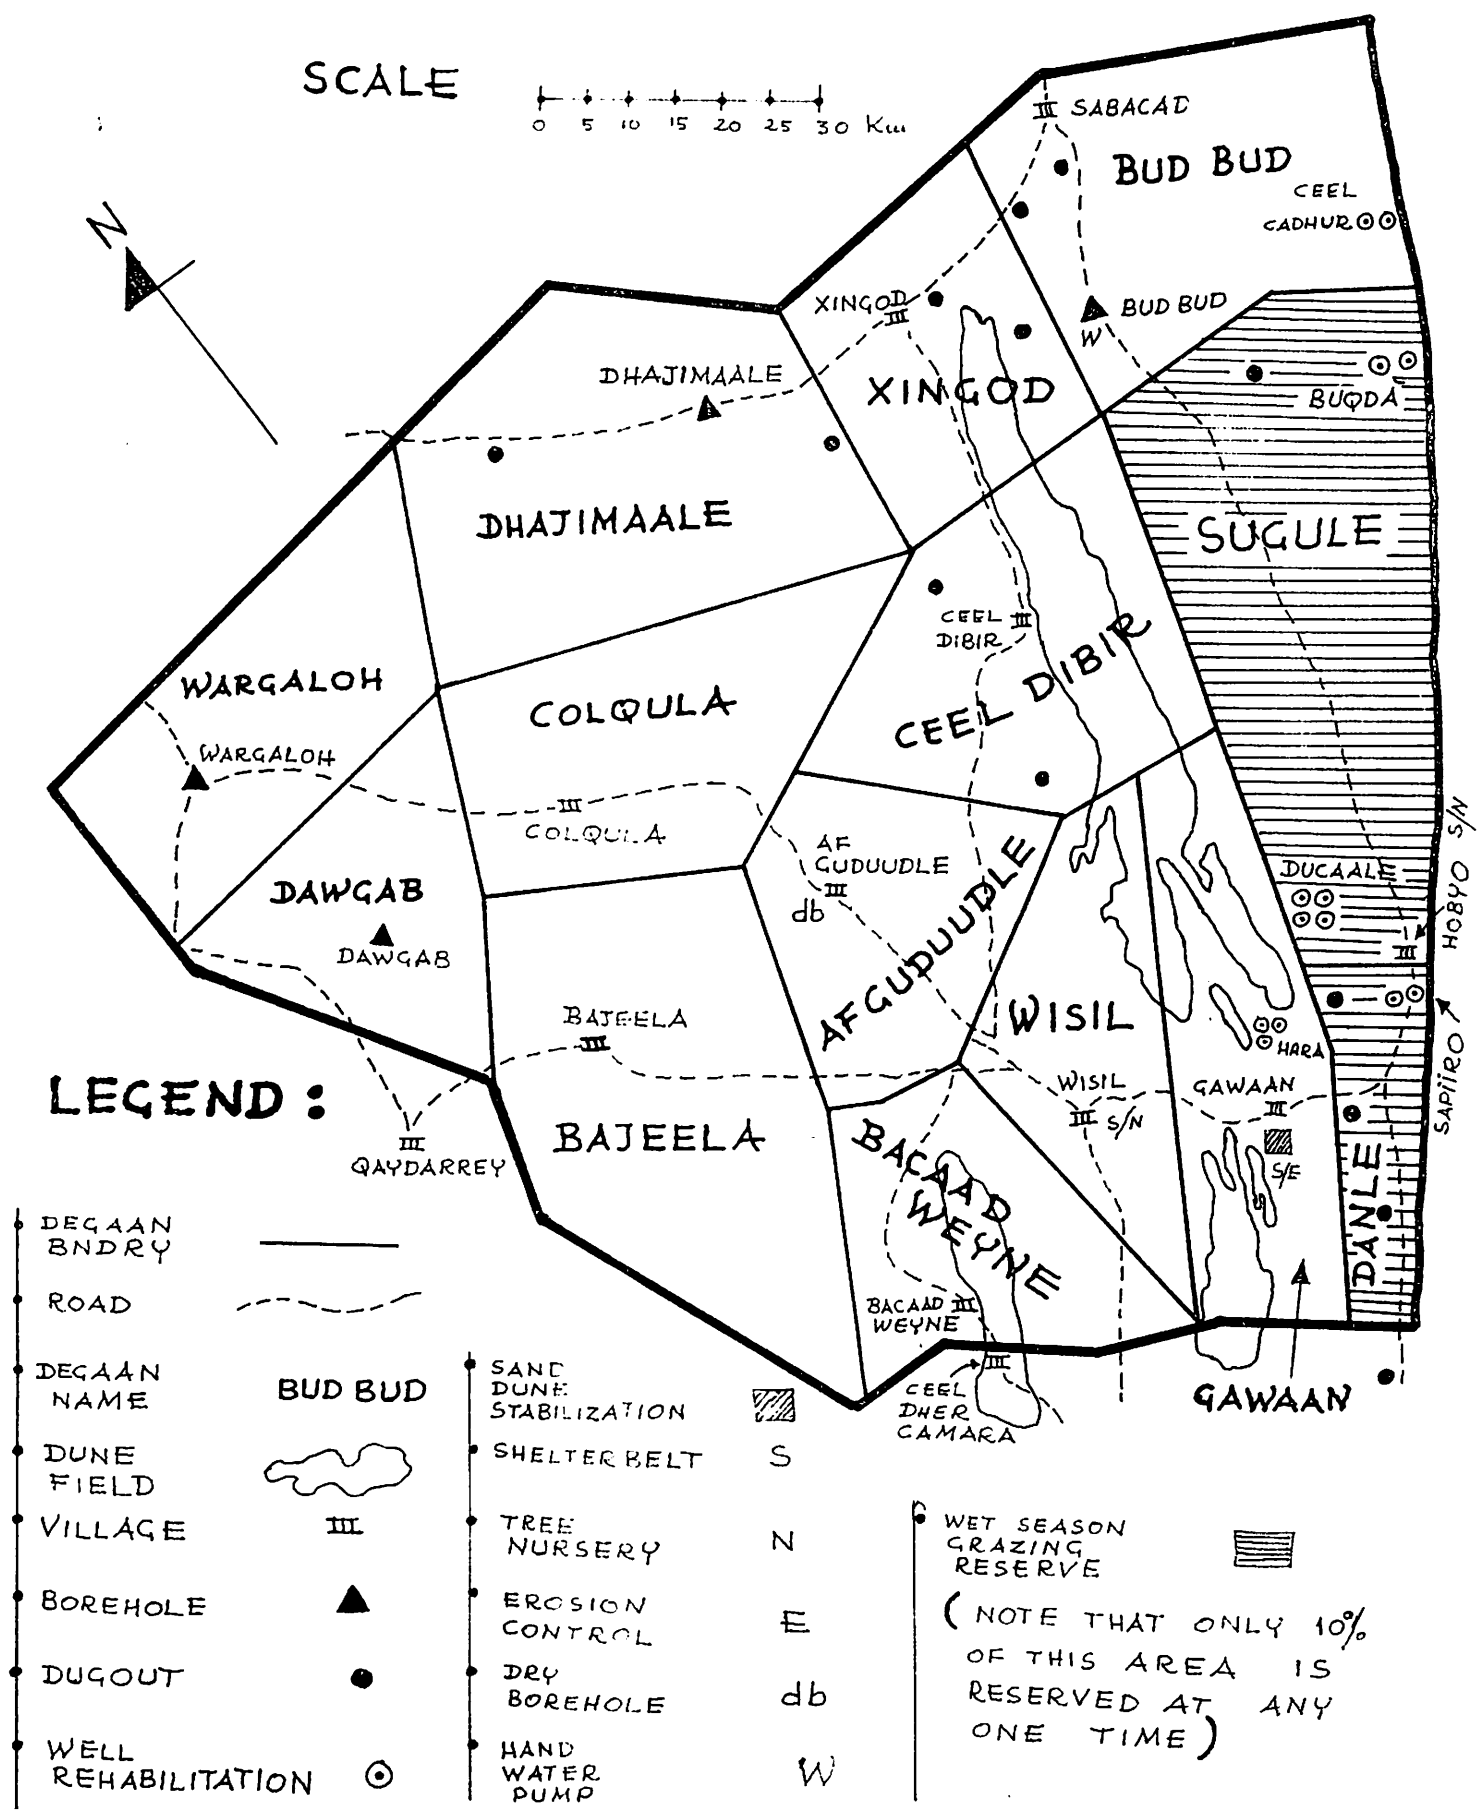 SCALE
0 5 10 15 20 25 30 Km
N
SABACAD
BUD BUD
CEEL
CADHUR
XINGOD
BUD BUD
W
DHAJIMAALE
XINGOD
BUQDA
DHAJIMAALE
SUGULE
CEEL
DIBIR
CEEL DIBIR
WARGALOH
COLQULA
WARGALOH
COLQULA
AF
GUDUUDLE
db
DUCAALE
HOBYO S/N
DAWGAB
DAWGAB
AFGUDUUDLE
WISIL
BAJEELA
HARA
SAPIIRO
WISIL
S/N
GAWAAN
S/E
QAYDARREY
BAJEELA
BACAAD
WEYNE
DANLE
BACAAD
WEYNE
CEEL
DHER
CAMARA
GAWAAN
LEGEND :
DEGAAN
BNDRY
ROAD
DEGAAN
NAME
BUD BUD
DUNE
FIELD
VILLAGE
BOREHOLE
DUGOUT
WELL
REHABILITATION
SAND
DUNE
STABILIZATION
SHELTERBELT S
TREE
NURSERY N
EROSION
CONTROL E
DRY
BOREHOLE db
HAND
WATER
PUMP W
WET SEASON
GRAZING
RESERVE
(NOTE THAT ONLY 10%
OF THIS AREA IS
RESERVED AT ANY
ONE TIME)